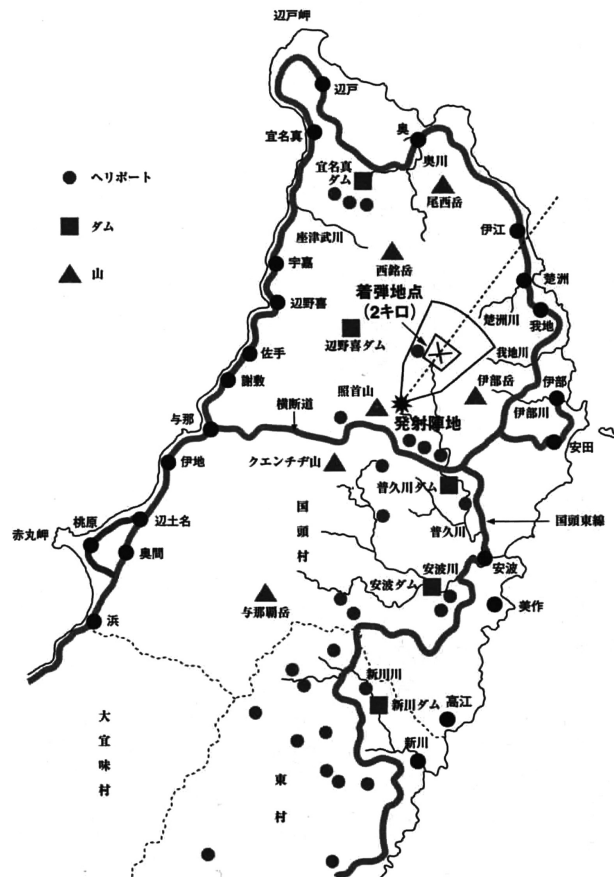 辺戸岬
辺戸
宜名真
奥
奥川
宜名真
ダム
尾西岳
ヘリポート
ダム
山
座津武川
伊江
西銘岳
宇嘉
着弾地点
(2キロ)
楚洲
辺野喜
楚洲川
我地
辺野喜ダム
我地川
佐手
謝敷
照首山
伊部岳
伊部
横断道
発射陣地
伊部川
与那
安田
伊地
クエンチヂ山
普久川ダム
国頭村
普久川
国頭東線
赤丸岬
桃原
辺土名
奥間
安波川
安波
安波ダム
美作
与那覇岳
浜
新川川
新川ダム
高江
大宜味村
東村
新川